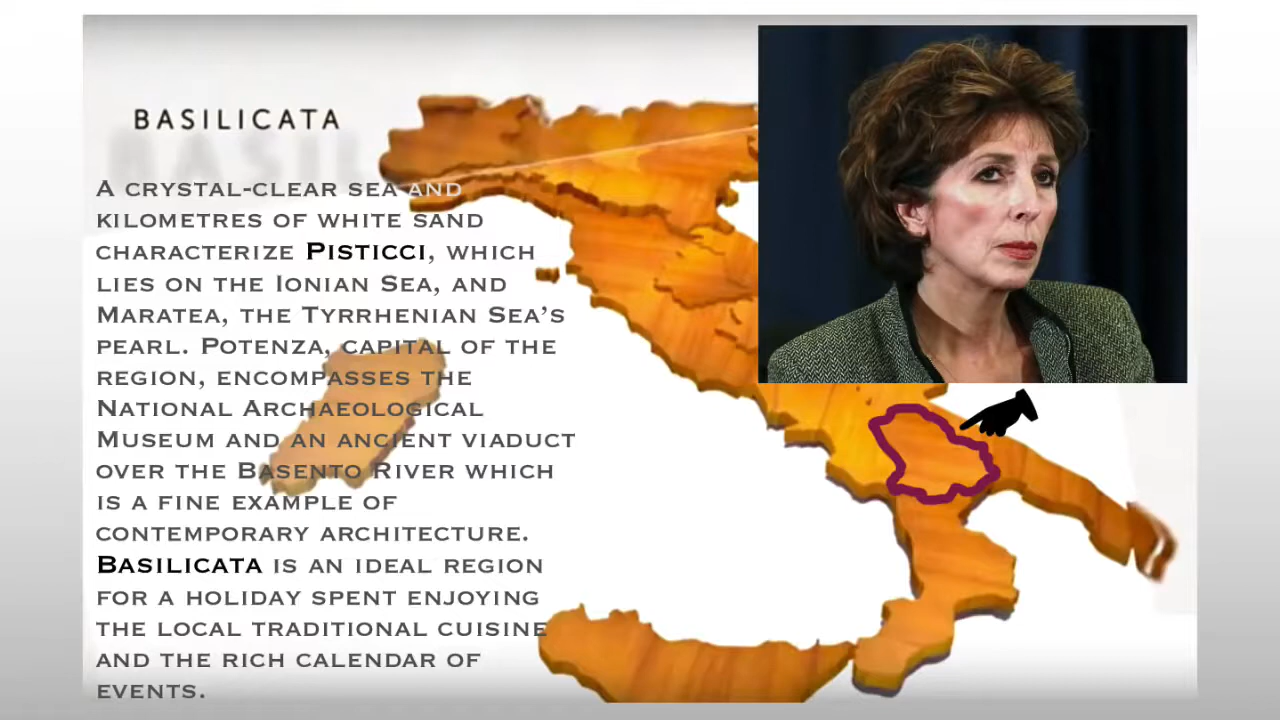 BASILICATA
BASIL
A CRYSTAL-CLEAR SEA AND
KILOMETRES OF WHITE SAND
CHARACTERIZE PISTICCI, WHICH
LIES ON THE IONIAN SEA, AND
MARATEA, THE TYRRHENIAN SEA'S
PEARL. POTENZA, CAPITAL OF THE
REGION, ENCOMPASSES THE
NATIONAL ARCHAEOLOGICAL
MUSEUM AND AN ANCIENT VIADUCT
OVER THE BASENTO RIVER WHICH
IS A FINE EXAMPLE OF
CONTEMPORARY ARCHITECTURE.
BASILICATA IS AN IDEAL REGION
FOR A HOLIDAY SPENT ENJOYING
THE LOCAL TRADITIONAL CUISINE
AND THE RICH CALENDAR OF
EVENTS.